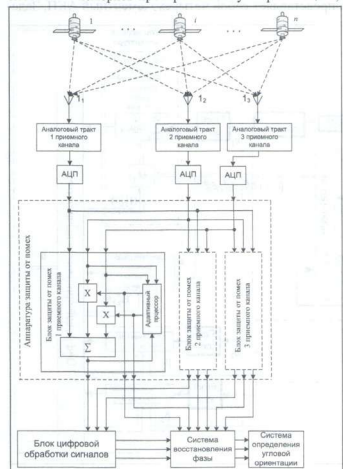 1 ... i ... n
1₁ 1₂ 1₃
Аналоговый тракт
1 приемного
канала
Аналоговый тракт
2 приемного
канала
Аналоговый тракт
3 приемного
канала
АЦП
АЦП
АЦП
Аппаратура защиты от помех
Блок защиты от помех
1 приемного канала
X
X
Адаптивный
процессор
Σ
Блок защиты от помех
2 приемного канала
Блок защиты от помех
3 приемного канала
Блок цифровой
обработки сигналов
Система
восстановления
фазы
Система
определения
угловой
ориентации